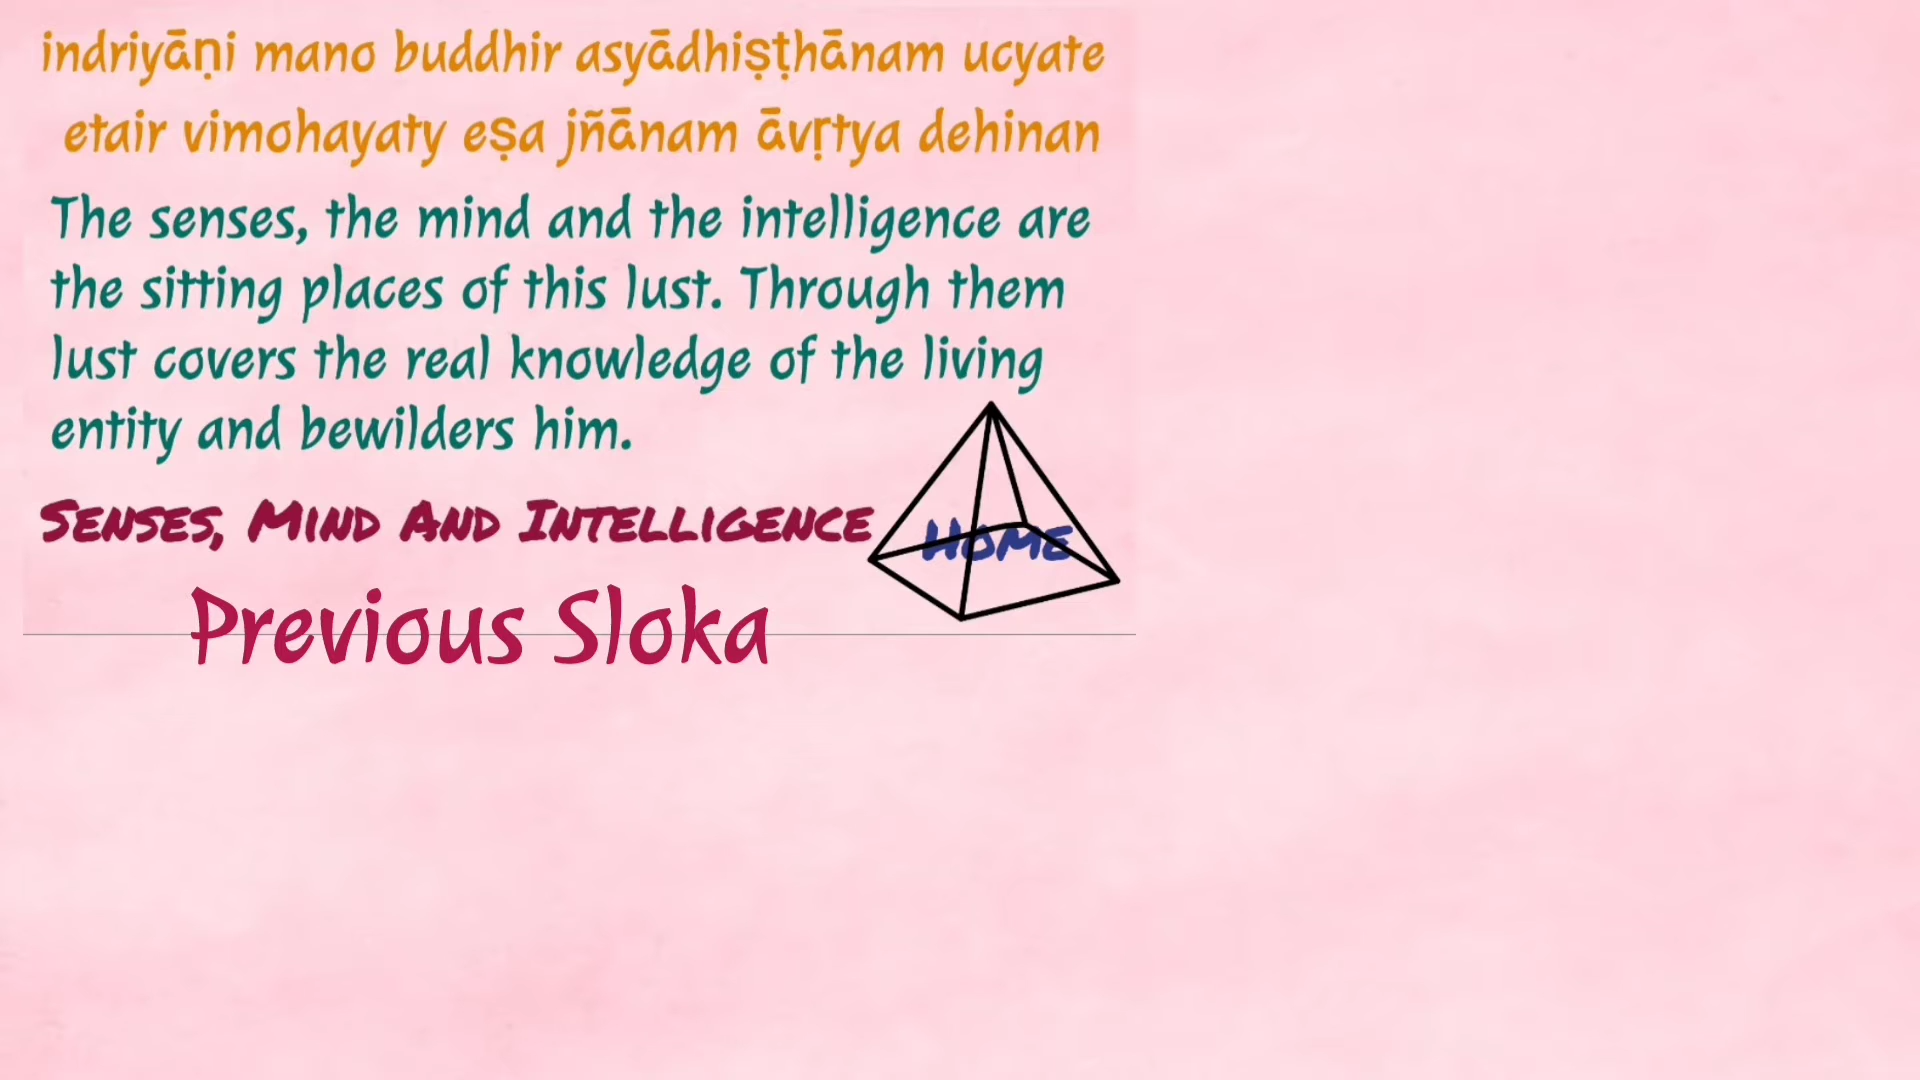 indriyāṇi mano buddhir asyādhiṣṭhānam ucyate
etair vimohayaty eṣa jñānam āvṛtya dehinan
The senses, the mind and the intelligence are
the sitting places of this lust. Through them
lust covers the real knowledge of the living
entity and bewilders him.
Senses, Mind And Intelligence
Home
Previous Sloka